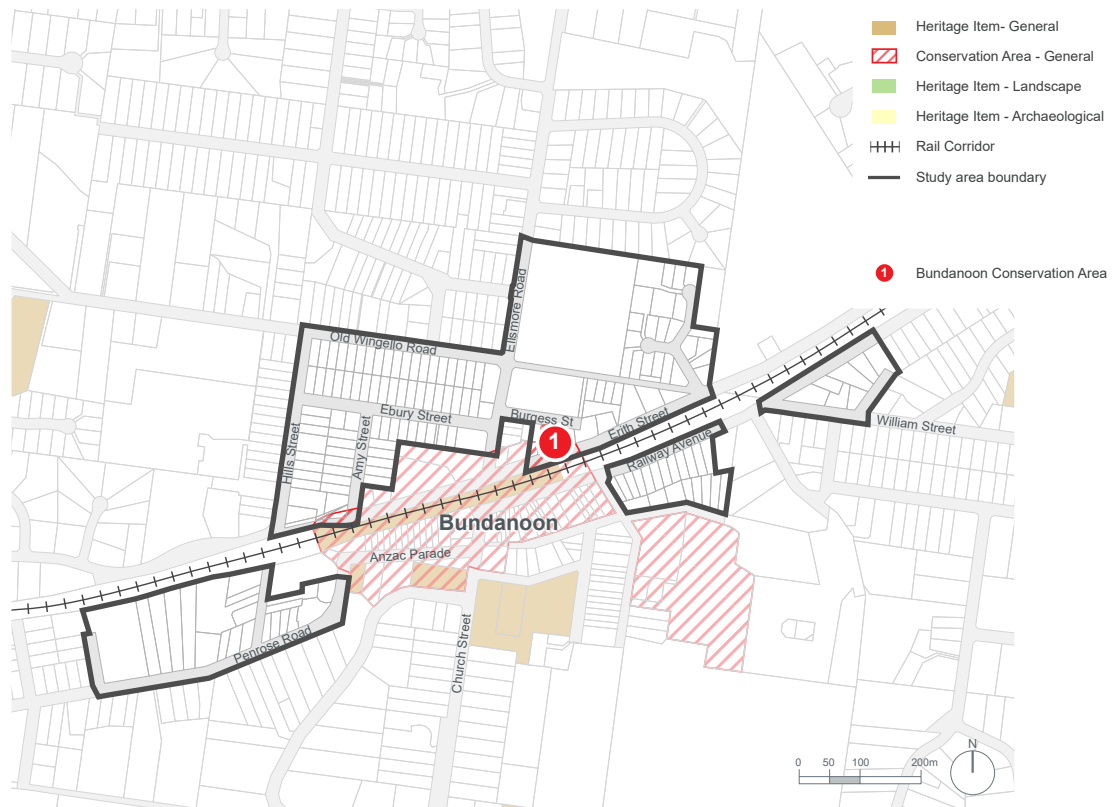 Heritage Item- General
Conservation Area - General
Heritage Item - Landscape
Heritage Item - Archaeological
Rail Corridor
Study area boundary
1
Bundanoon Conservation Area
Ellsmore Road
Old Wingello Road
Ebury Street
Burgess St
Erith Street
William Street
Hills Street
Amy Street
1
Railway Avenue
Bundanoon
Anzac Parade
Penrose Road
Church Street
N
0 50 100 200m